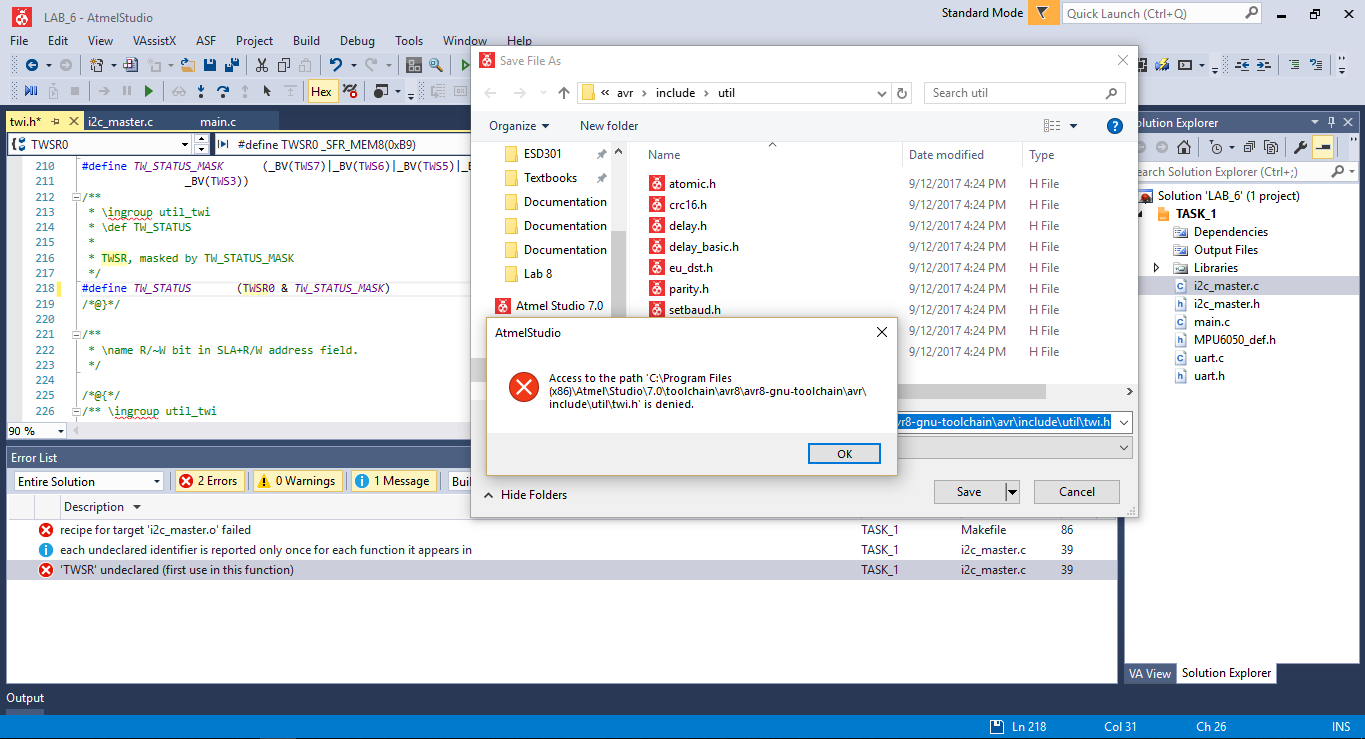 LAB_6 - AtmelStudio
Standard Mode
Quick Launch (Ctrl+Q)
File Edit View VAssistX ASF Project Build Debug Tools Window Help
Hex
twi.h* i2c_master.c main.c
TWSR0
#define TWSR0 _SFR_MEM8(0xB9)
210 #define TW_STATUS_MASK (_BV(TWS7)|_BV(TWS6)|_BV(TWS5)|
211 _BV(TWS3))
212 /**
213 * \ingroup util_twi
214 * \def TW_STATUS
215 *
216 * TWSR, masked by TW_STATUS_MASK
217 */
218 #define TW_STATUS (TWSR0 & TW_STATUS_MASK)
219 /*@}*/
220
221 /**
222 * \name R/~W bit in SLA+R/W address field.
223 */
224
225 /*@{*/
226 /** \ingroup util_twi
90 %
Save File As
« avr › include › util
Search util
Organize New folder
ESD301
Textbooks
Documentation
Documentation
Documentation
Lab 8
Atmel Studio 7.0
Name Date modified Type
atomic.h 9/12/2017 4:24 PM H File
crc16.h 9/12/2017 4:24 PM H File
delay.h 9/12/2017 4:24 PM H File
delay_basic.h 9/12/2017 4:24 PM H File
eu_dst.h 9/12/2017 4:24 PM H File
parity.h 9/12/2017 4:24 PM H File
setbaud.h 9/12/2017 4:24 PM H File
9/12/2017 4:24 PM H File
9/12/2017 4:24 PM H File
vr8-gnu-toolchain\avr\include\util\twi.h
Hide Folders
Save
Cancel
AtmelStudio
Access to the path 'C:\Program Files
(x86)\Atmel\Studio\7.0\toolchain\avr8\avr8-gnu-toolchain\avr\
include\util\twi.h' is denied.
OK
olution Explorer
earch Solution Explorer (Ctrl+;)
Solution 'LAB_6' (1 project)
TASK_1
Dependencies
Output Files
Libraries
i2c_master.c
i2c_master.h
main.c
MPU6050_def.h
uart.c
uart.h
VA View Solution Explorer
Error List
Entire Solution 2 Errors 0 Warnings 1 Message Buil
Description
recipe for target 'i2c_master.o' failed TASK_1 Makefile 86
each undeclared identifier is reported only once for each function it appears in TASK_1 i2c_master.c 39
'TWSR' undeclared (first use in this function) TASK_1 i2c_master.c 39
Output
Ln 218 Col 31 Ch 26 INS